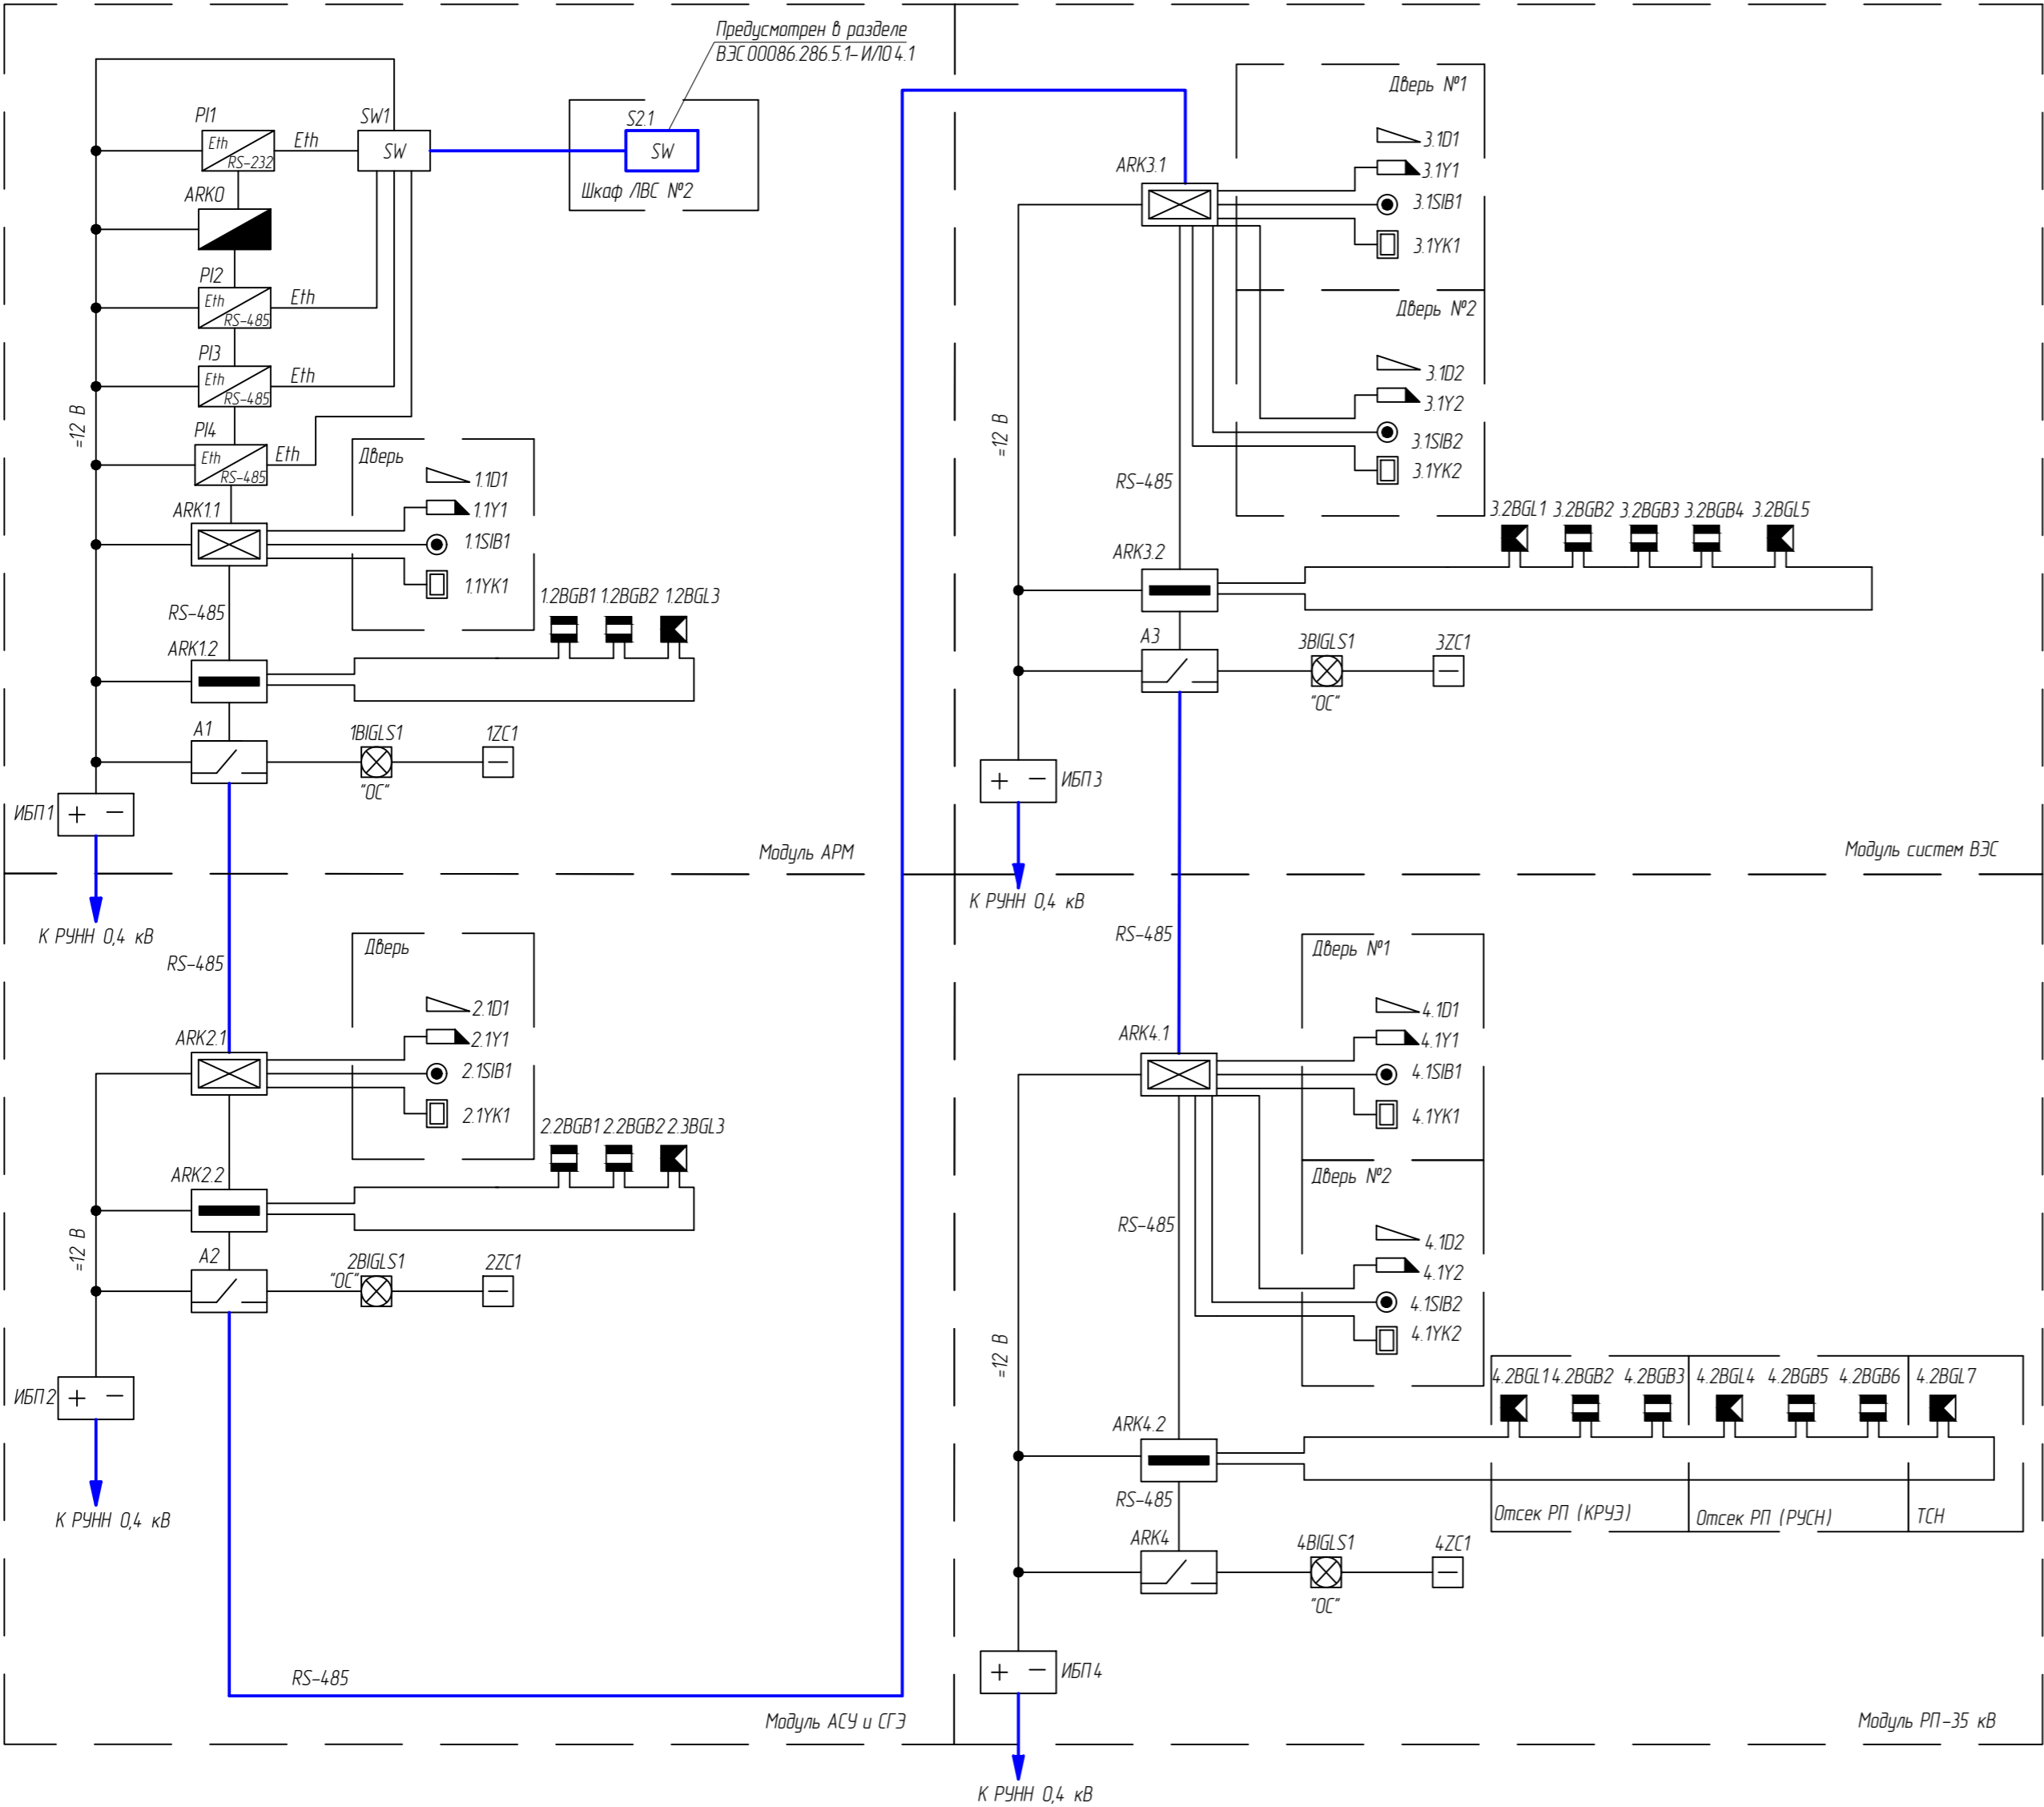 Предусмотрен в разделе
ВЭС00086.286.5.1-ИЛО4.1
PI1
Eth
RS-232
Eth
SW1
SW
S2.1
SW
Шкаф ЛВС №2
ARK0
PI2
Eth
RS-485
Eth
PI3
Eth
RS-485
Eth
=12 В
PI4
Eth
RS-485
Eth
Дверь
1.1D1
1.1Y1
1.1SIB1
1.1YK1
ARK1.1
RS-485
1.2BGB1 1.2BGB2 1.2BGL3
ARK1.2
A1
1BIGLS1
"ОС"
1ZC1
ИБП1
Модуль АРМ
К РУНН 0,4 кВ
RS-485
Дверь
2.1D1
2.1Y1
2.1SIB1
2.1YK1
ARK2.1
2.2BGB1 2.2BGB2 2.3BGL3
ARK2.2
=12 В
A2
2BIGLS1
"ОС"
2ZC1
ИБП2
К РУНН 0,4 кВ
RS-485
Модуль АСУ и СГЭ
Дверь №1
3.1D1
3.1Y1
3.1SIB1
3.1YK1
ARK3.1
Дверь №2
3.1D2
3.1Y2
3.1SIB2
3.1YK2
=12 В
RS-485
3.2BGL1 3.2BGB2 3.2BGB3 3.2BGB4 3.2BGL5
ARK3.2
A3
3BIGLS1
"ОС"
3ZC1
ИБП3
Модуль систем ВЭС
К РУНН 0,4 кВ
RS-485
Дверь №1
4.1D1
4.1Y1
4.1SIB1
4.1YK1
ARK4.1
Дверь №2
4.1D2
4.1Y2
4.1SIB2
4.1YK2
RS-485
=12 В
4.2BGL1 4.2BGB2 4.2BGB3 4.2BGL4 4.2BGB5 4.2BGB6 4.2BGL7
ARK4.2
RS-485
Отсек РП (КРУЭ)
Отсек РП (РУСН)
ТСН
ARK4
4BIGLS1
"ОС"
4ZC1
ИБП4
Модуль РП-35 кВ
К РУНН 0,4 кВ